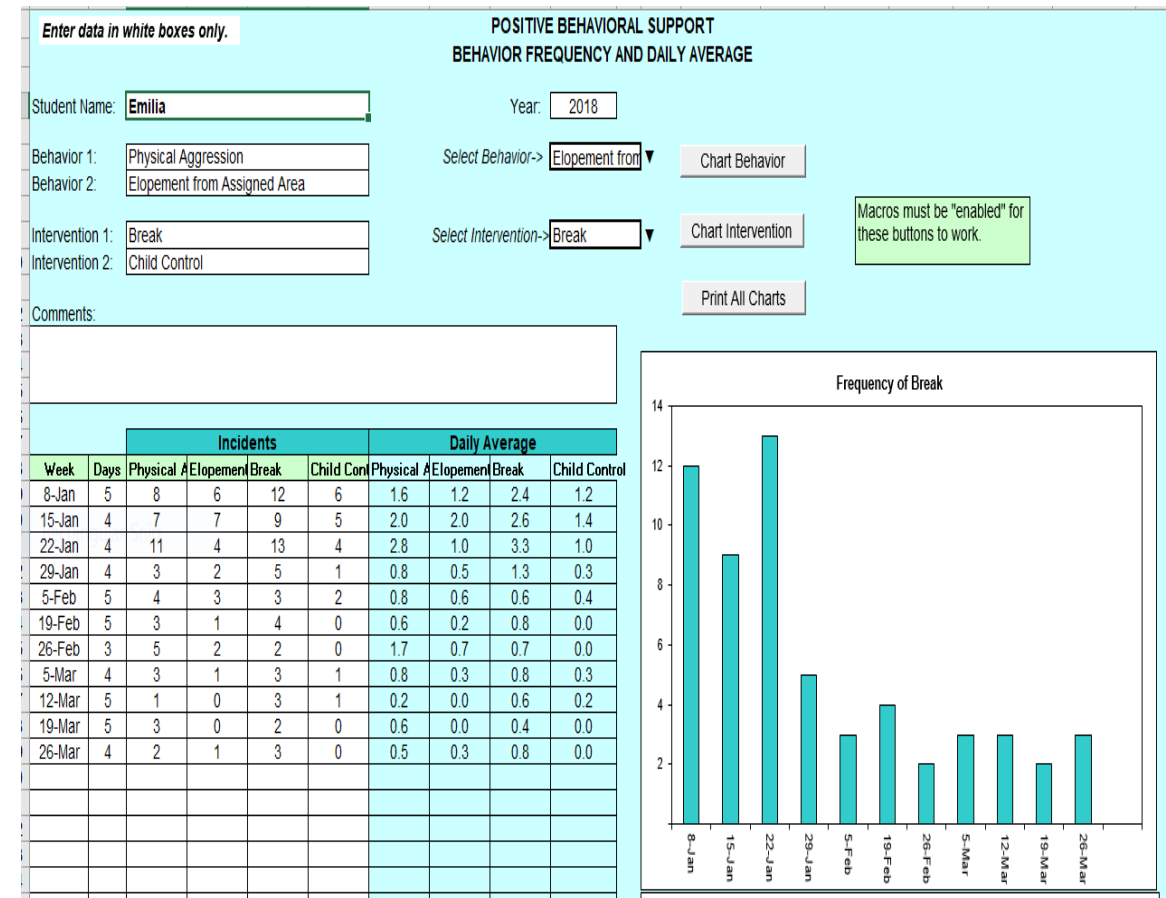 Enter data in white boxes only.
POSITIVE BEHAVIORAL SUPPORT
BEHAVIOR FREQUENCY AND DAILY AVERAGE
Student Name: Emilia Year: 2018
Behavior 1: Physical Aggression Select Behavior-> Elopement from ▼ Chart Behavior
Behavior 2: Elopement from Assigned Area
Macros must be "enabled" for
these buttons to work.
Intervention 1: Break Select Intervention-> Break ▼ Chart Intervention
Intervention 2: Child Control
Print All Charts
Comments:
Incidents Daily Average
Week Days Physical A Elopement Break Child Cont Physical A Elopement Break Child Control
8-Jan 5 8 6 12 6 1.6 1.2 2.4 1.2
15-Jan 4 7 7 9 5 2.0 2.0 2.6 1.4
22-Jan 4 11 4 13 4 2.8 1.0 3.3 1.0
29-Jan 4 3 2 5 1 0.8 0.5 1.3 0.3
5-Feb 5 4 3 3 2 0.8 0.6 0.6 0.4
19-Feb 5 3 1 4 0 0.6 0.2 0.8 0.0
26-Feb 3 5 2 2 0 1.7 0.7 0.7 0.0
5-Mar 4 3 1 3 1 0.8 0.3 0.8 0.3
12-Mar 5 1 0 3 1 0.2 0.0 0.6 0.2
19-Mar 5 3 0 2 0 0.6 0.0 0.4 0.0
26-Mar 4 2 1 3 0 0.5 0.3 0.8 0.0
Frequency of Break
14
12
10
8
6
4
2
8-Jan 15-Jan 22-Jan 29-Jan 5-Feb 19-Feb 26-Feb 5-Mar 12-Mar 19-Mar 26-Mar